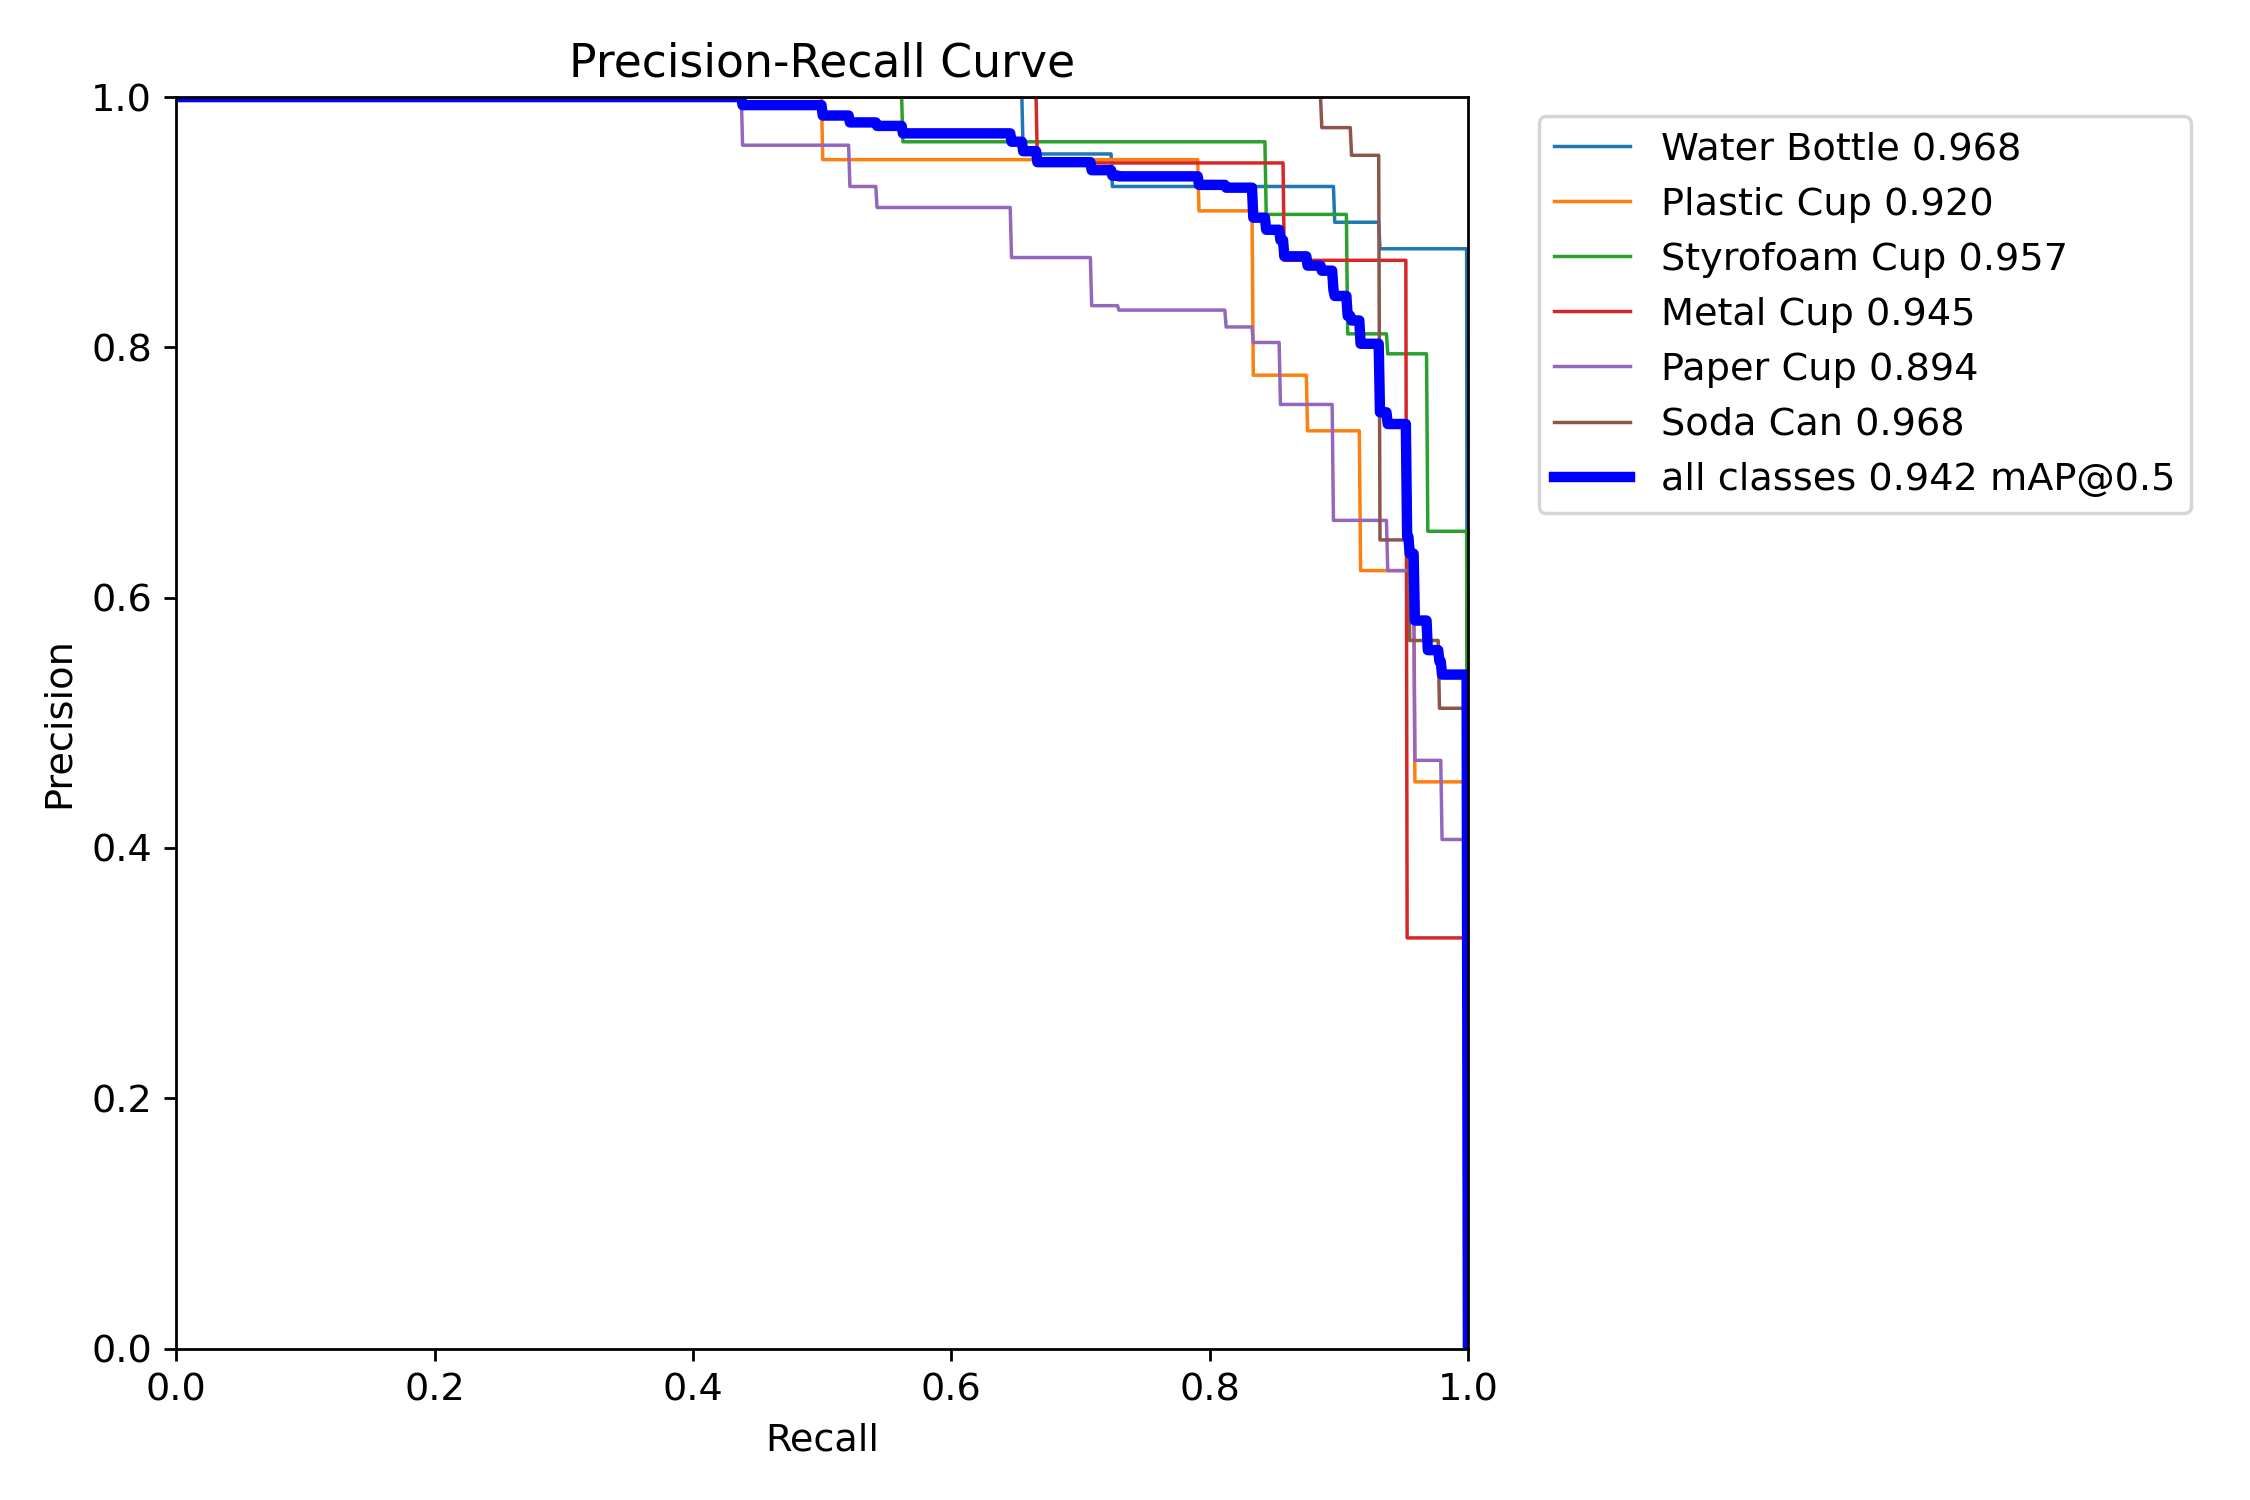 Precision-Recall Curve
1.0
0.8
0.6
0.4
0.2
0.0
Precision
0.0 0.2 0.4 0.6 0.8 1.0
Recall
Water Bottle 0.968
Plastic Cup 0.920
Styrofoam Cup 0.957
Metal Cup 0.945
Paper Cup 0.894
Soda Can 0.968
all classes 0.942 mAP@0.5